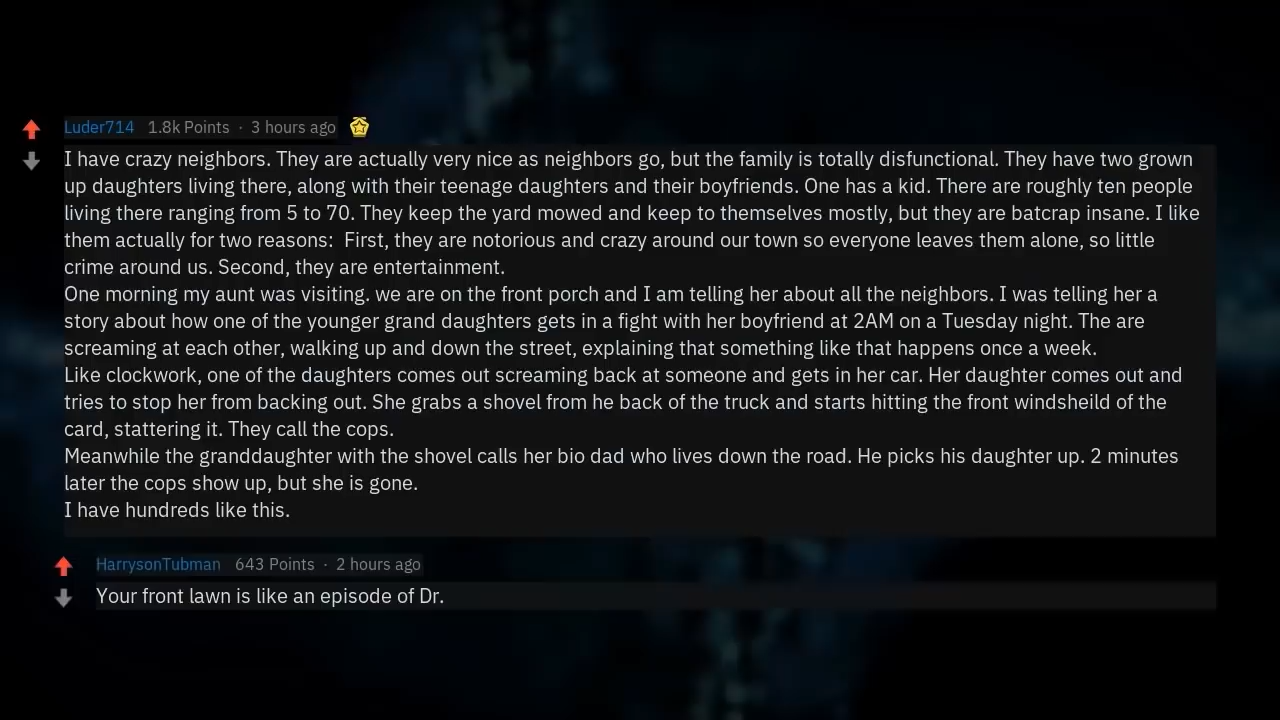 Luder714 1.8k Points · 3 hours ago
I have crazy neighbors. They are actually very nice as neighbors go, but the family is totally disfunctional. They have two grown
up daughters living there, along with their teenage daughters and their boyfriends. One has a kid. There are roughly ten people
living there ranging from 5 to 70. They keep the yard mowed and keep to themselves mostly, but they are batcrap insane. I like
them actually for two reasons:  First, they are notorious and crazy around our town so everyone leaves them alone, so little
crime around us. Second, they are entertainment.
One morning my aunt was visiting. we are on the front porch and I am telling her about all the neighbors. I was telling her a
story about how one of the younger grand daughters gets in a fight with her boyfriend at 2AM on a Tuesday night. The are
screaming at each other, walking up and down the street, explaining that something like that happens once a week.
Like clockwork, one of the daughters comes out screaming back at someone and gets in her car. Her daughter comes out and
tries to stop her from backing out. She grabs a shovel from he back of the truck and starts hitting the front windsheild of the
card, stattering it. They call the cops.
Meanwhile the granddaughter with the shovel calls her bio dad who lives down the road. He picks his daughter up. 2 minutes
later the cops show up, but she is gone.
I have hundreds like this.
HarrysonTubman 643 Points · 2 hours ago
Your front lawn is like an episode of Dr.